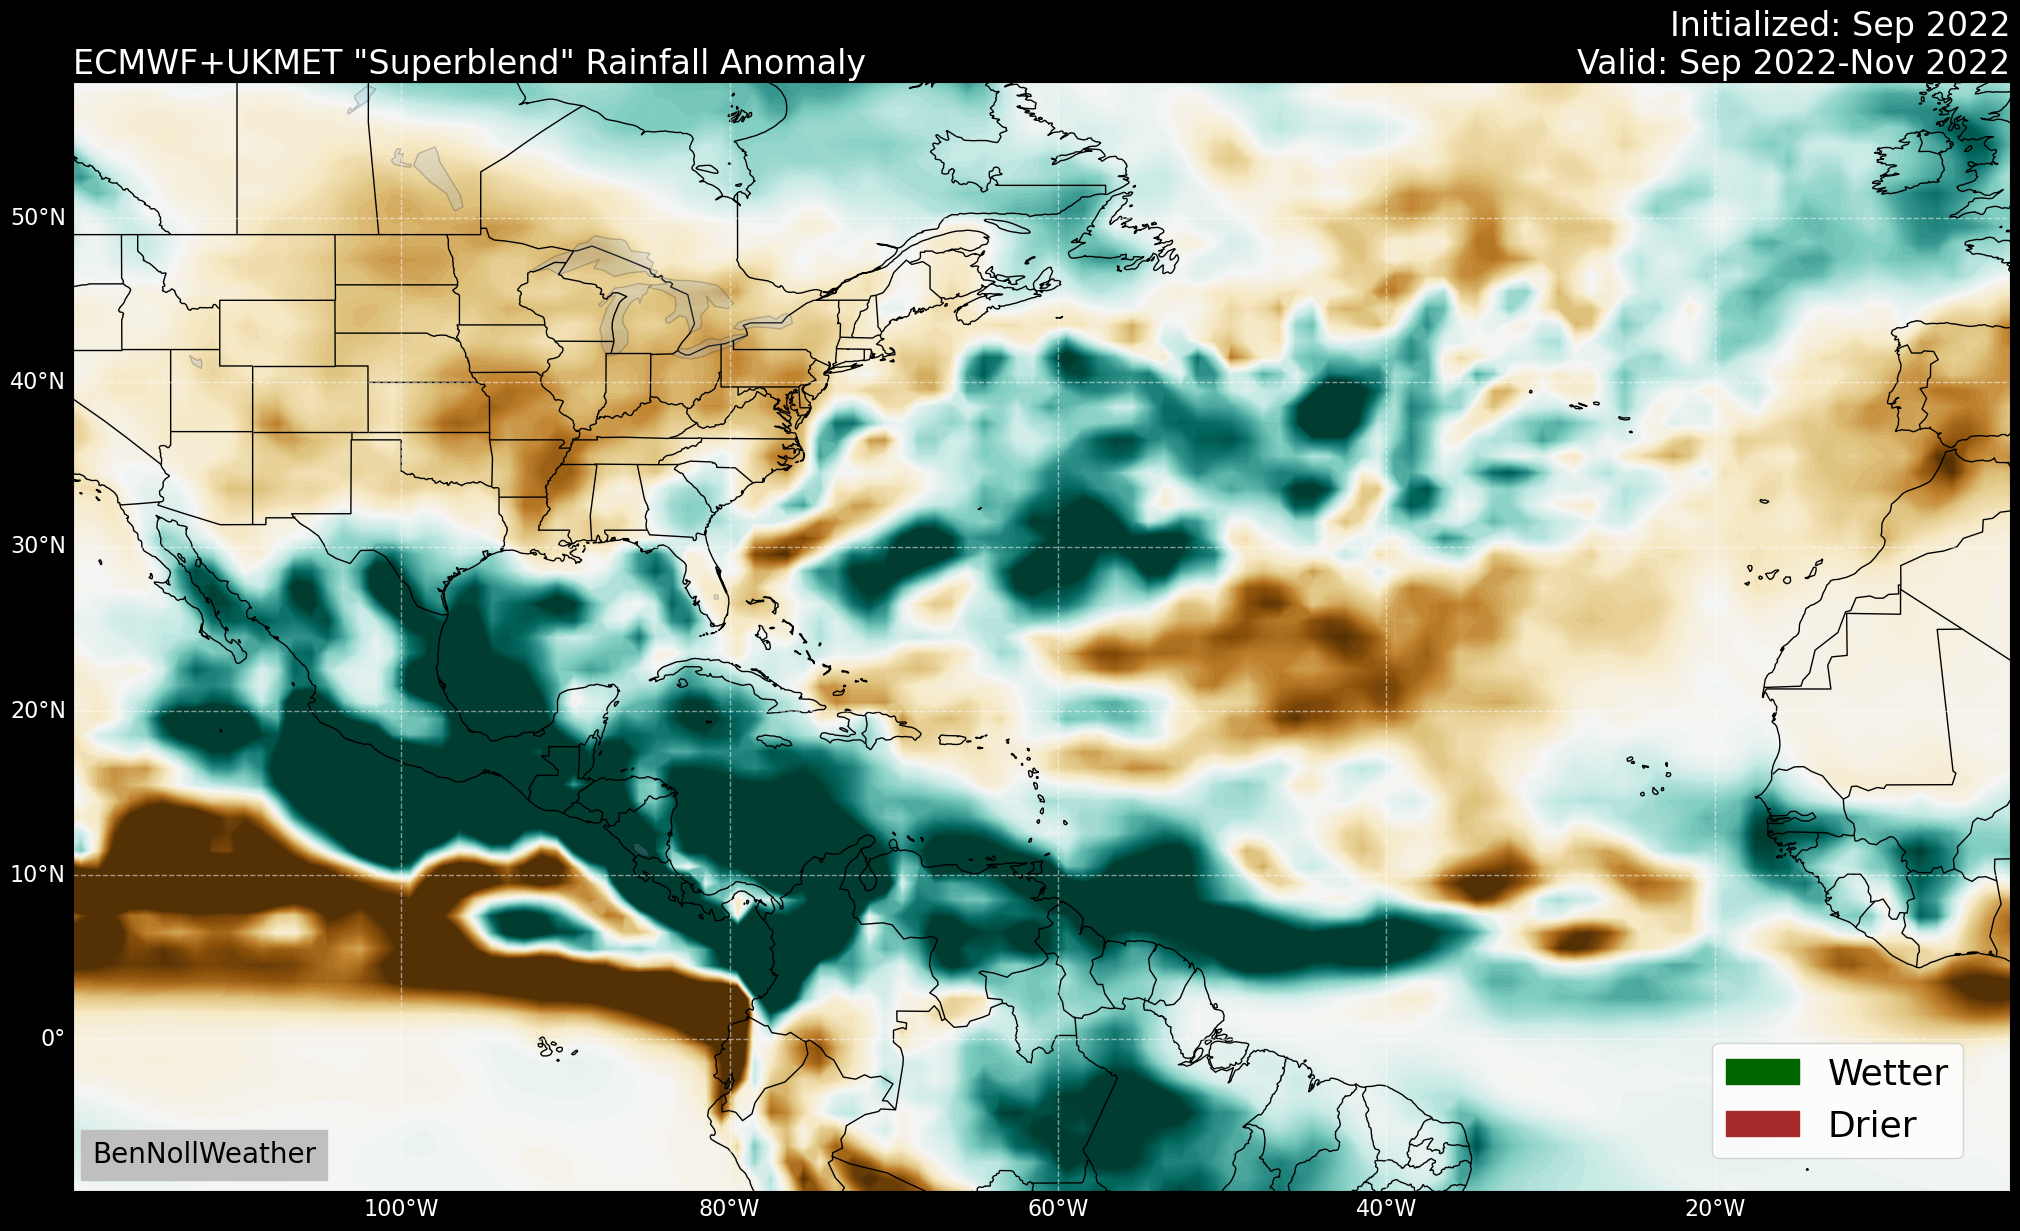 Initialized: Sep 2022
ECMWF+UKMET "Superblend" Rainfall Anomaly
Valid: Sep 2022-Nov 2022
50°N
40°N
30°N
20°N
10°N
0°
Wetter
Drier
BenNollWeather
100°W
80°W
60°W
40°W
20°W